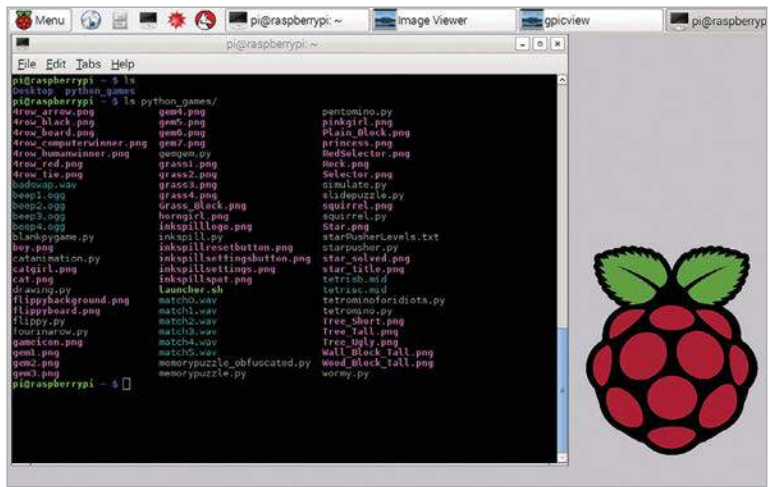 Menu pi@raspberrypi: ~ Image Viewer gpicview pi@raspberryp
pi@raspberrypi: ~
File Edit Tabs Help
pi@raspberrypi ~ $ ls
Desktop python_games
pi@raspberrypi ~ $ ls python_games/
4row_arrow.png gem4.png pentomino.py
4row_black.png gem5.png pinkgirl.png
4row_board.png gem6.png Plain_Block.png
4row_computerwinner.png gem7.png princess.png
4row_humanwinner.png gemgem.py RedSelector.png
4row_red.png grass1.png Rock.png
4row_tie.png grass2.png Selector.png
badswap.wav grass3.png simulate.py
beep1.ogg grass4.png slidepuzzle.py
beep2.ogg Grass_Block.png squirrel.png
beep3.ogg horngirl.png squirrel.py
beep4.ogg inkspilllogo.png Star.png
blankpygame.py inkspill.py starPusherLevels.txt
boy.png inkspillresetbutton.png starpusher.py
catanimation.py inkspillsettingsbutton.png star_solved.png
catgirl.png inkspillsettings.png star_title.png
cat.png inkspillspot.png tetrisb.mid
drawing.py launcher.sh tetrisc.mid
flippybackground.png match0.wav tetrominoforidiots.py
flippyboard.png match1.wav tetromino.py
flippy.py match2.wav Tree_Short.png
fourinarow.py match3.wav Tree_Tall.png
gameicon.png match4.wav Tree_Ugly.png
gem1.png match5.wav Wall_Block_Tall.png
gem2.png memorypuzzle_obfuscated.py Wood_Block_Tall.png
gem3.png memorypuzzle.py wormy.py
pi@raspberrypi ~ $